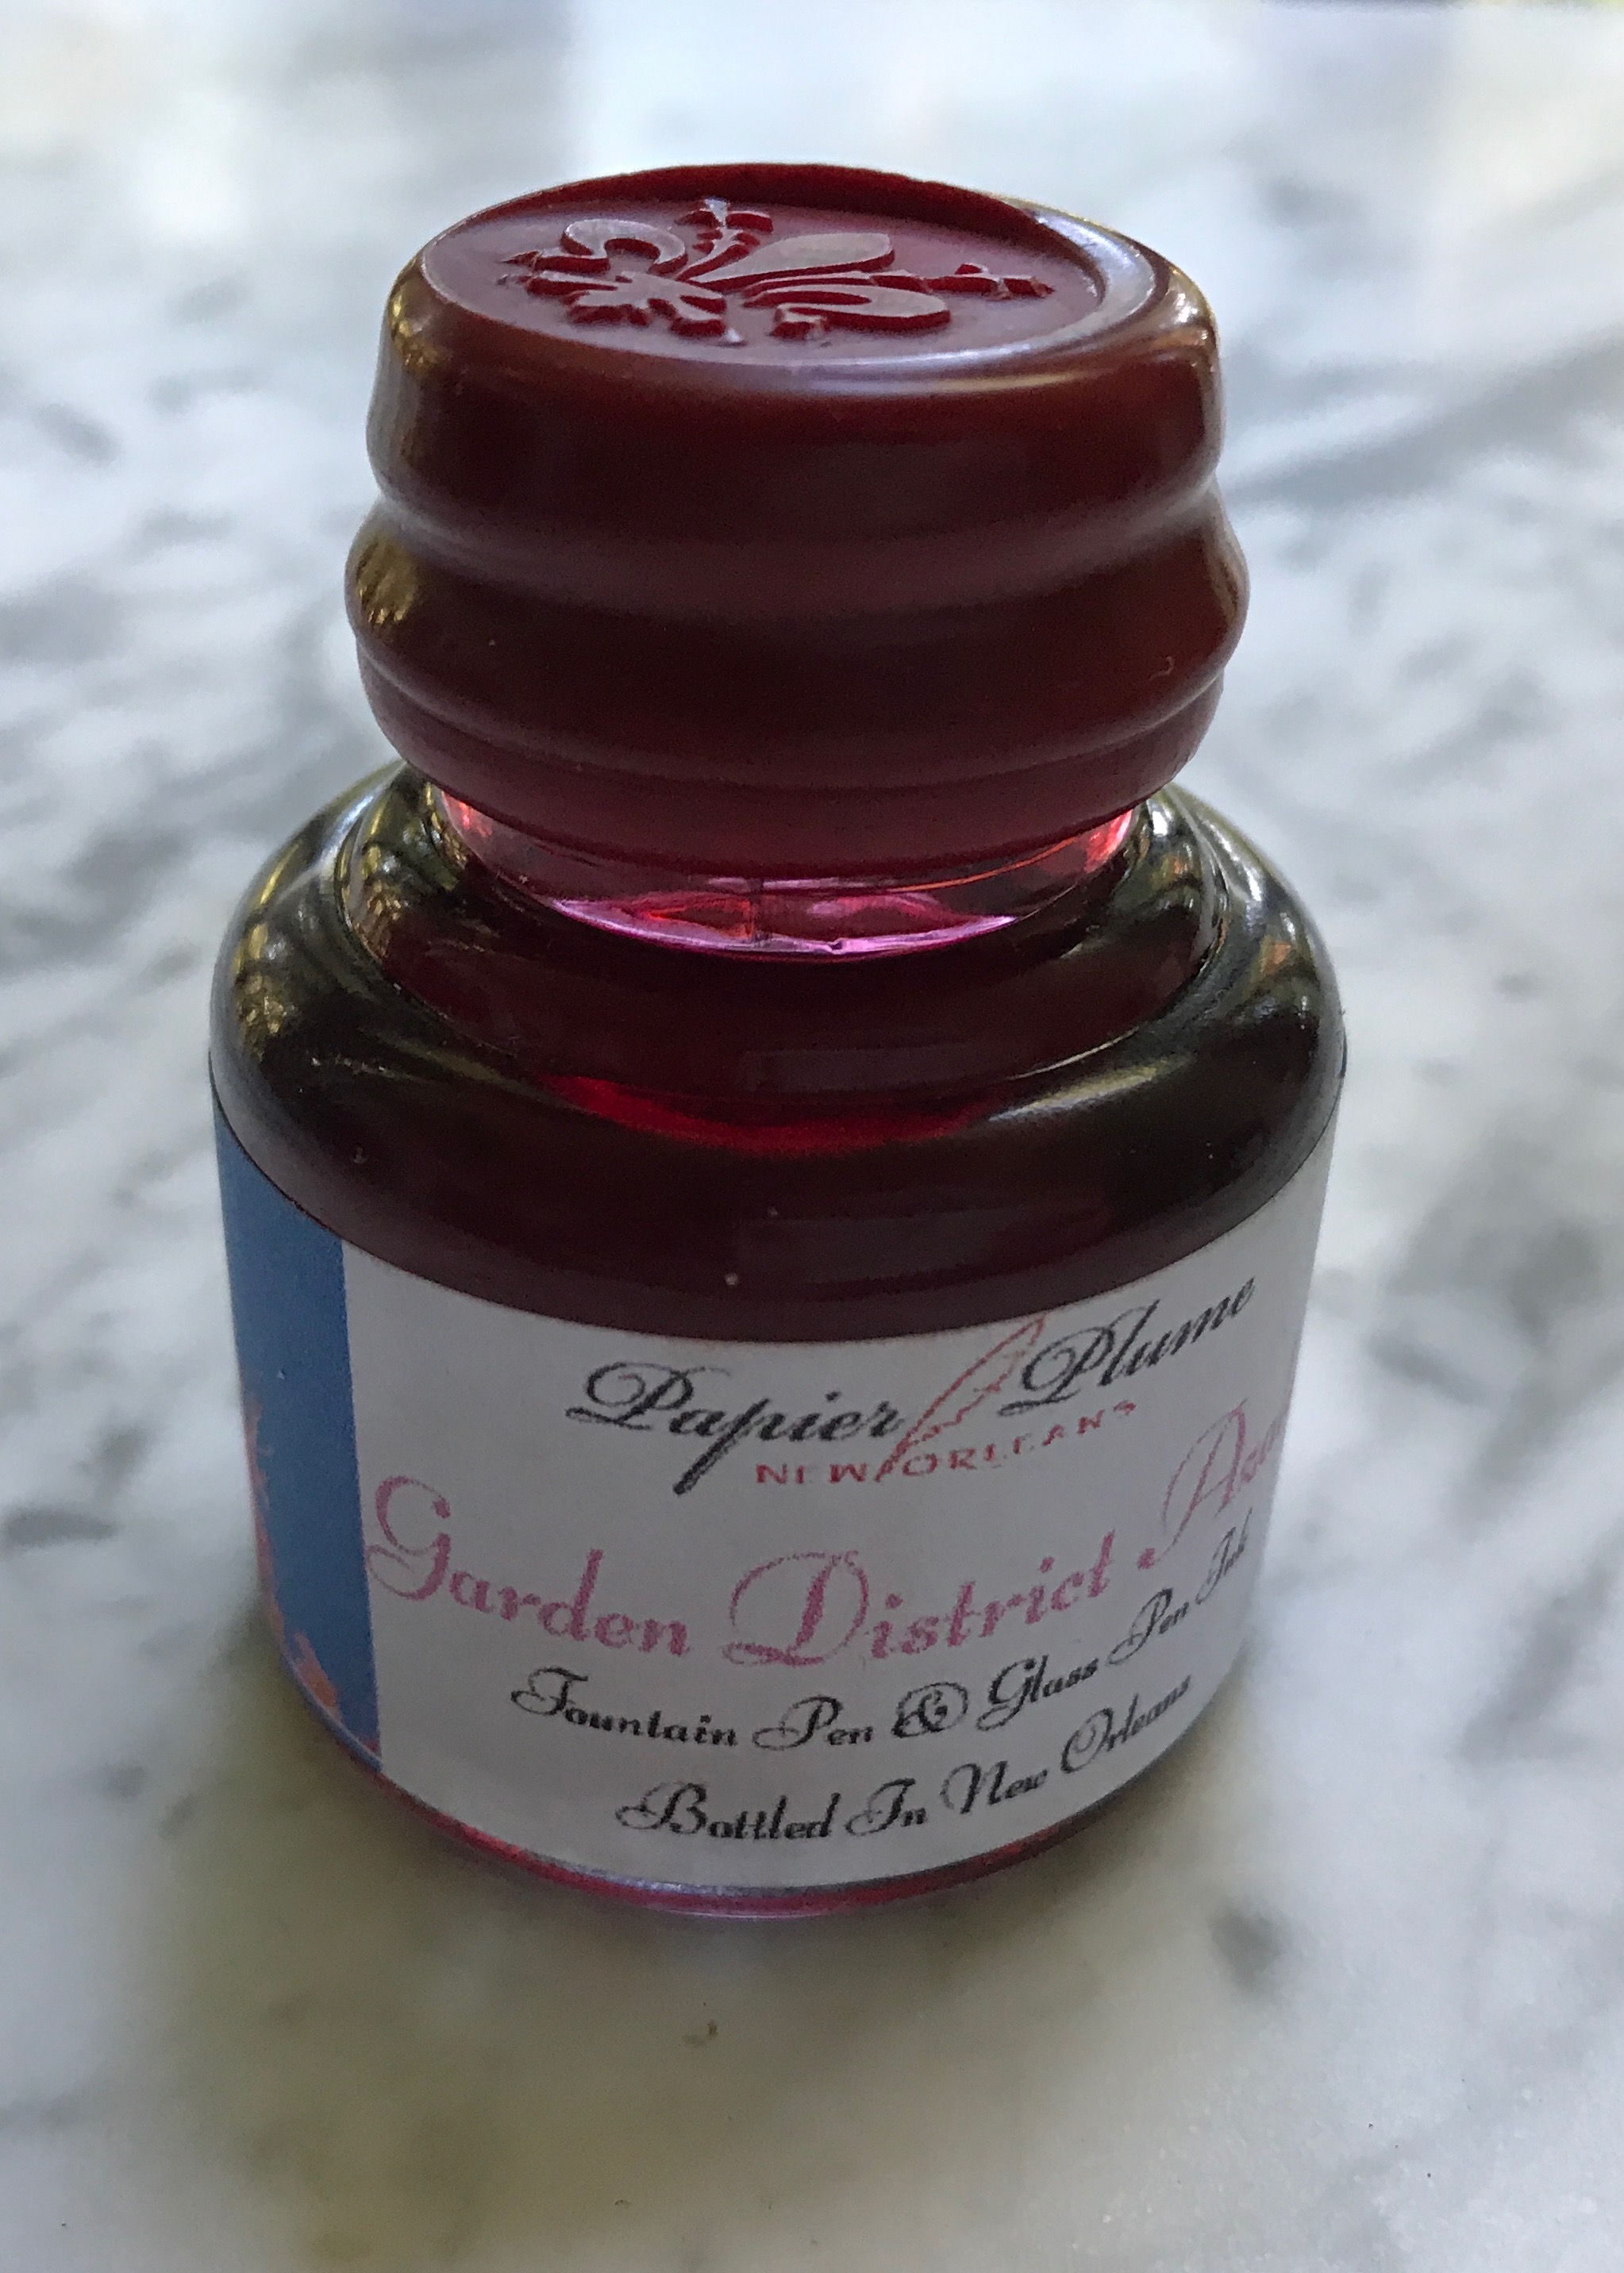 Papier Plume
NEW ORLEANS
Garden District
Fountain Pen & Glass Pen Ink
Bottled In New Orleans